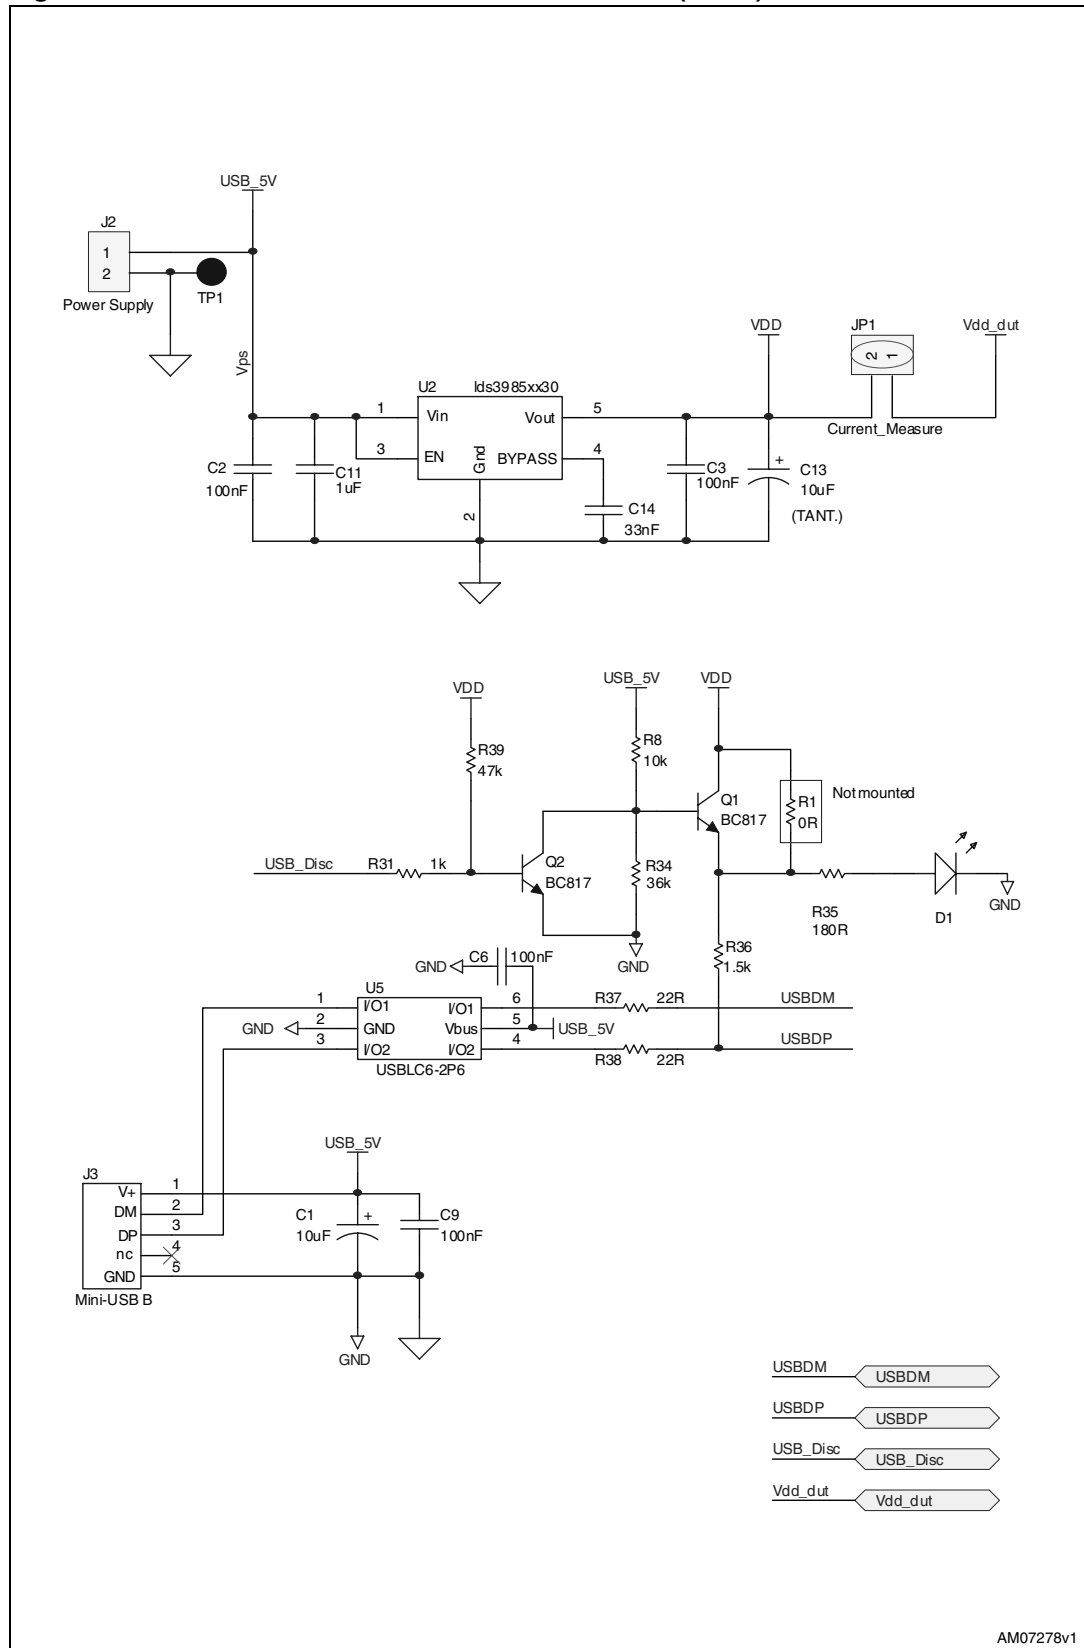 USB_5V
J2
1
2
TP1
Power Supply
Vps
VDD
JP1
2 1
Vdd_dut
Current_Measure
U2 lds3985xx30
1 Vin Vout 5
3 EN BYPASS 4
Gnd
2
C2
100nF
C11
1uF
C14
33nF
C3
100nF
+
C13
10uF
(TANT.)
VDD
USB_5V
VDD
R39
47k
R8
10k
Q1
BC817
R1
0R
Not mounted
USB_Disc R31 1k
Q2
BC817
R34
36k
R35
180R
D1
GND
GND
R36
1.5k
GND C6 100nF
U5
1 I/O1 I/O1 6
GND 2 GND Vbus 5 USB_5V
3 I/O2 I/O2 4
USBLC6-2P6
R37 22R USBDM
R38 22R USBDP
USB_5V
J3
V+ 1
DM 2
DP 3
nc 4
GND 5
Mini-USB B
C1
10uF
+
C9
100nF
GND
USBDM USBDM
USBDP USBDP
USB_Disc USB_Disc
Vdd_dut Vdd_dut
AM07278v1